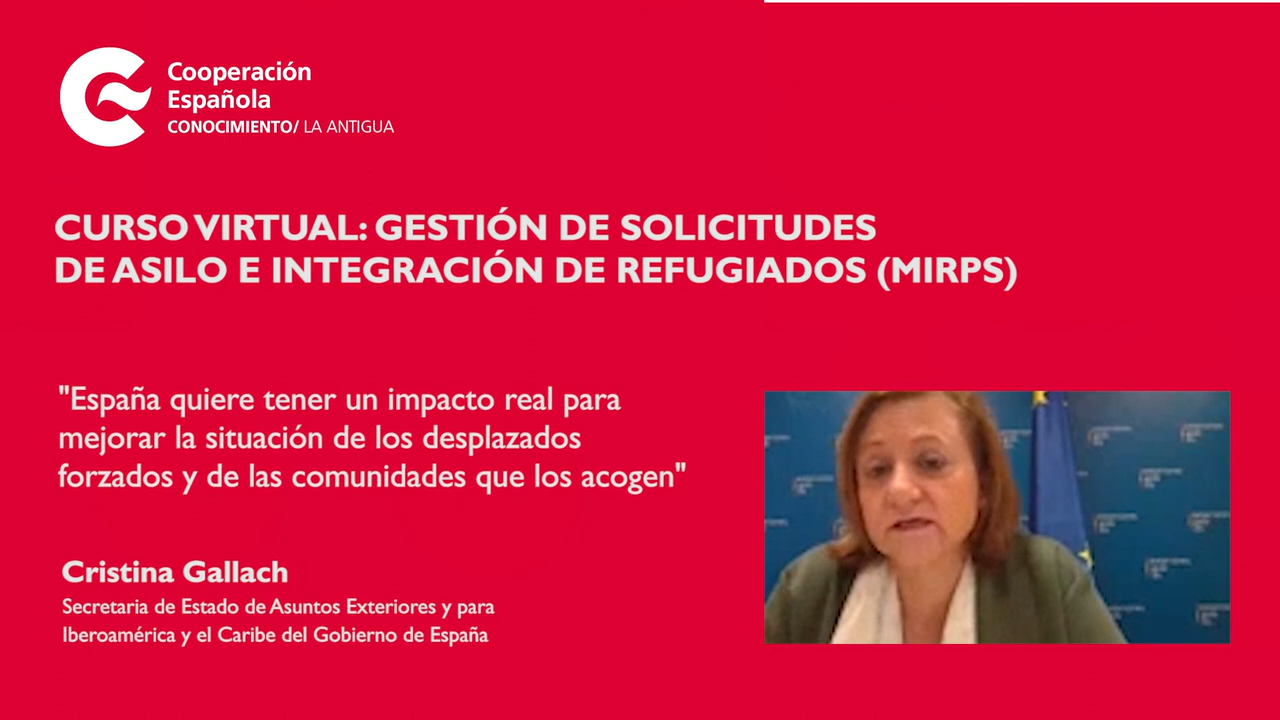 Cooperación
Española
CONOCIMIENTO/ LA ANTIGUA
CURSO VIRTUAL: GESTIÓN DE SOLICITUDES
DE ASILO E INTEGRACIÓN DE REFUGIADOS (MIRPS)
"España quiere tener un impacto real para
mejorar la situación de los desplazados
forzados y de las comunidades que los acogen"
Cristina Gallach
Secretaria de Estado de Asuntos Exteriores y para
Iberoamérica y el Caribe del Gobierno de España